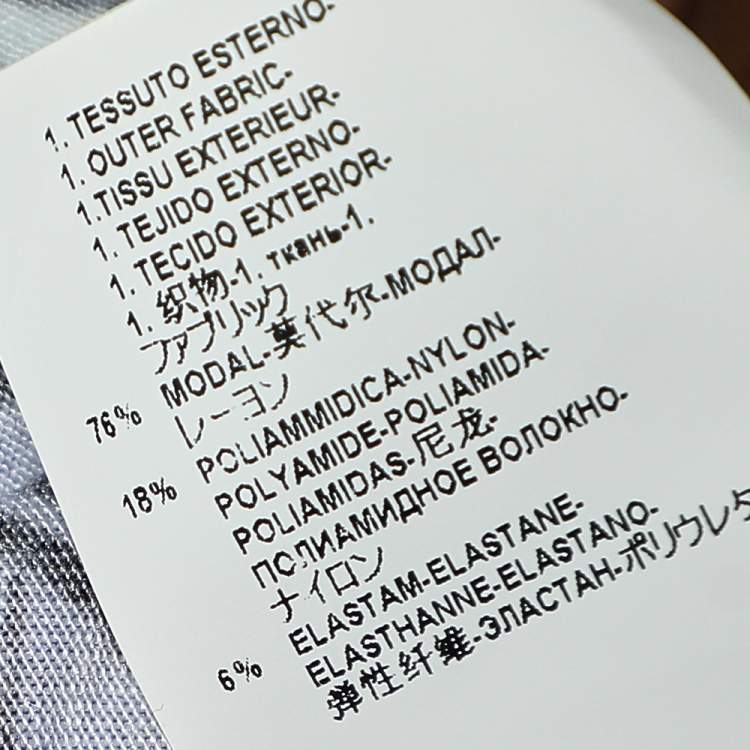 1. TESSUTO ESTERNO-
1. OUTER FABRIC-
1.TISSU EXTERIEUR-
1. TEJIDO EXTERNO-
1. TECIDO EXTERIOR-
1. 织物-1. ткань-1.
ファブリック
76% MODAL-莫代尔-МОДАЛ-
レーヨン
18% POLIAMMIDICA-NYLON-
POLYAMIDE-POLIAMIDA-
POLIAMIDAS-尼龙-
ПОЛИАМИДНОЕ ВОЛОКНО-
ナイロン
6% ELASTAM-ELASTANE-
ELASTHANNE-ELASTANO-
弹性纤维-ЭЛАСТАН-ポリウレタ